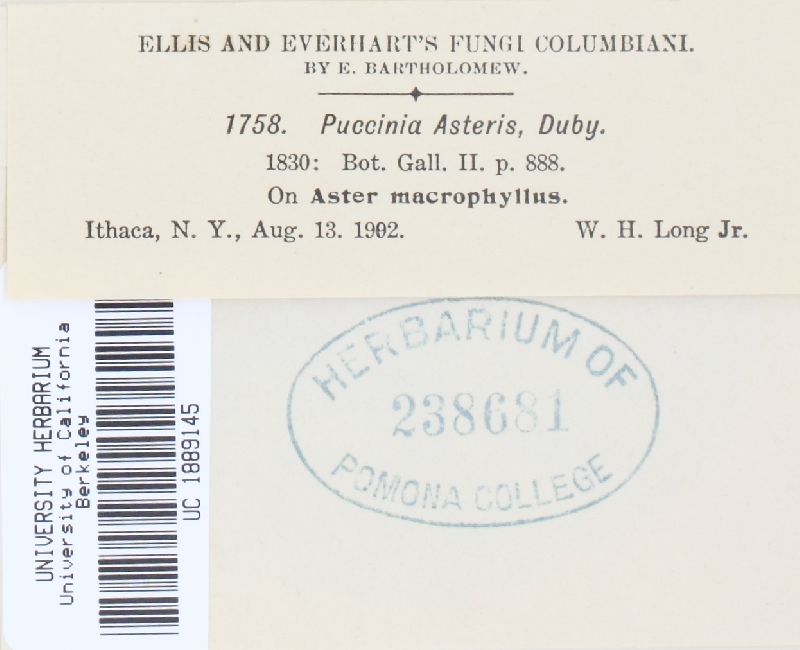 ELLIS AND EVERHART'S FUNGI COLUMBIANI.
BY E. BARTHOLOMEW.
1758. Puccinia Asteris, Duby.
1830: Bot. Gall. II. p. 888.
On Aster macrophyllus.
Ithaca, N. Y., Aug. 13. 1902. W. H. Long Jr.
UNIVERSITY HERBARIUM
University of California
Berkeley
UC 1889145
HERBARIUM OF
238681
POMONA COLLEGE